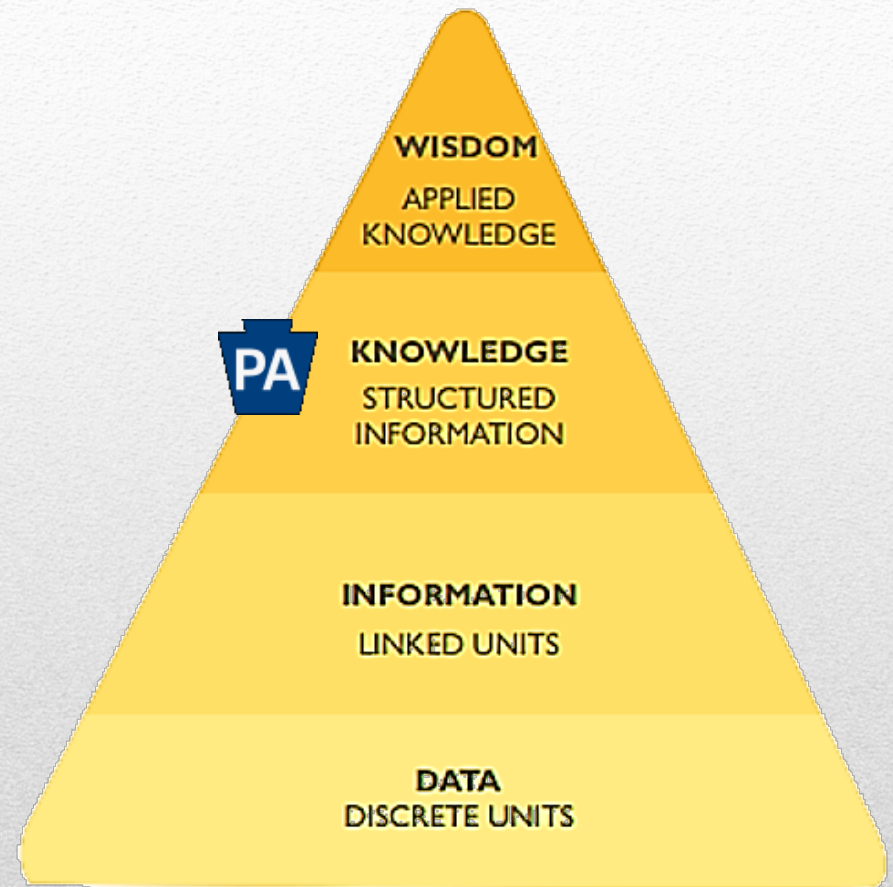 WISDOM
APPLIED
KNOWLEDGE
PA
KNOWLEDGE
STRUCTURED
INFORMATION
INFORMATION
LINKED UNITS
DATA
DISCRETE UNITS